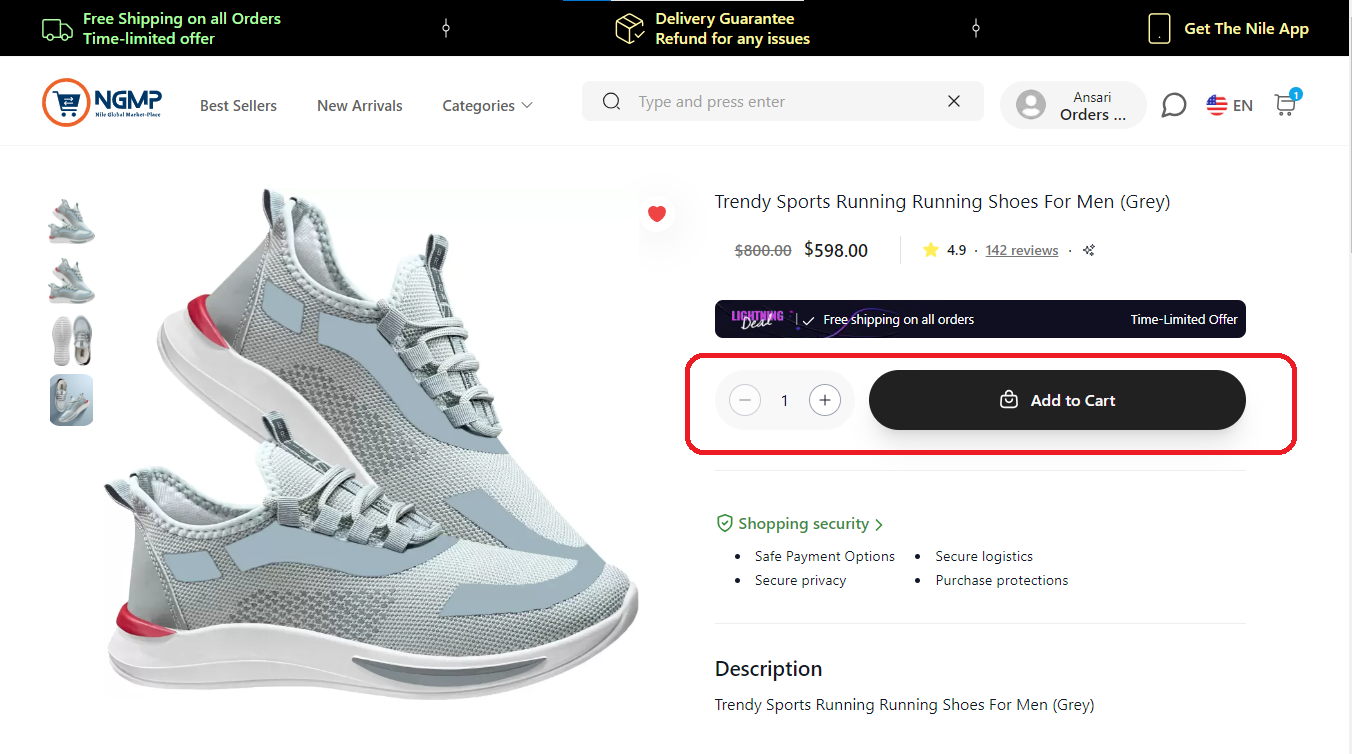 Free Shipping on all Orders
Time-limited offer
Delivery Guarantee
Refund for any issues
Get The Nile App
NGMP
Nile Global Market-Place
Best Sellers
New Arrivals
Categories
Type and press enter
Ansari
Orders ...
EN
1
Trendy Sports Running Running Shoes For Men (Grey)
$800.00 $598.00
4.9 · 142 reviews ·
LIGHTNING
Deal
Free shipping on all orders
Time-Limited Offer
1
Add to Cart
Shopping security
• Safe Payment Options
• Secure logistics
• Secure privacy
• Purchase protections
Description
Trendy Sports Running Running Shoes For Men (Grey)